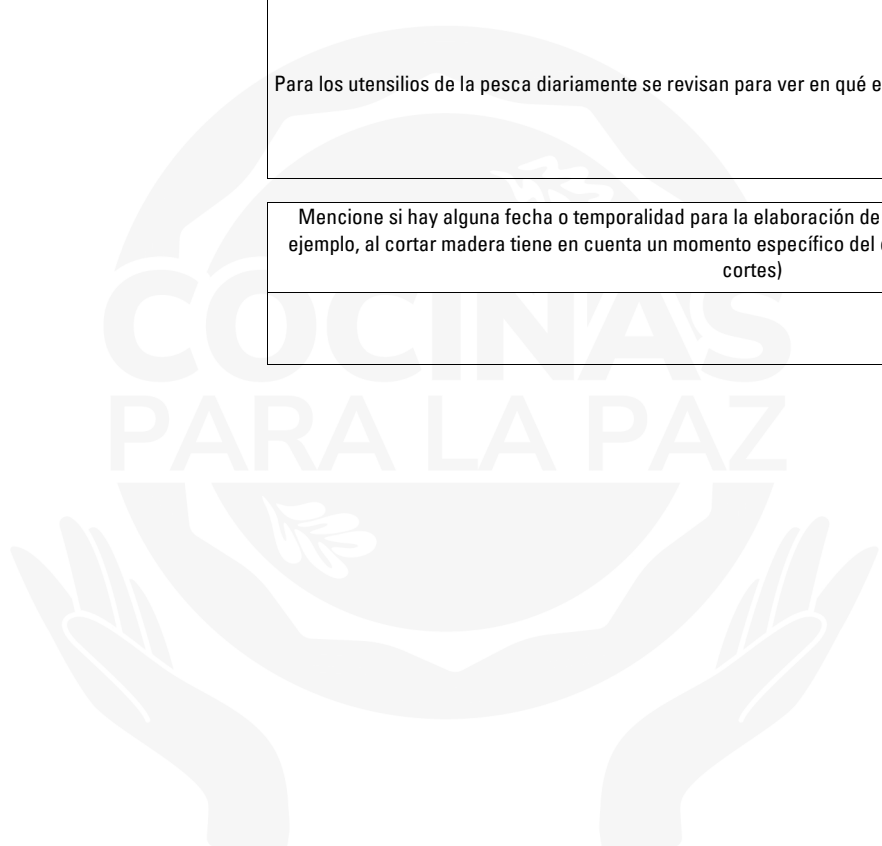 Para los utensilios de la pesca diariamente se revisan para ver en qué e
Mencione si hay alguna fecha o temporalidad para la elaboración de
ejemplo, al cortar madera tiene en cuenta un momento específico del
cortes)
COCINAS
PARA LA PAZ